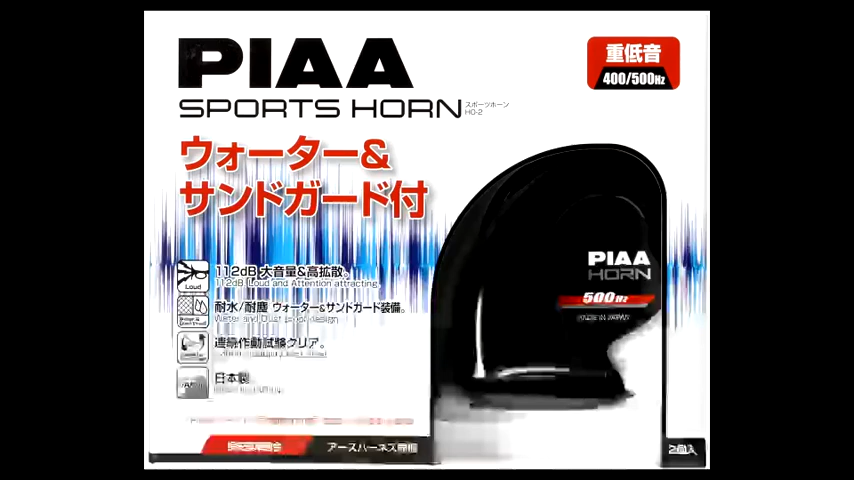 PIAA
SPORTS HORN
スポーツホーン
HO-2
重低音
400/500Hz
ウォーター&
サンドガード付
PIAA
HORN
500Hz
MADE IN JAPAN
Loud
112dB 大音量&高拡散。
112dB. Loud and Attention attracting.
耐水/耐塵 ウォーター&サンドガード装備。
Water and Dust proof design
連続作動試験クリア。
日本製。
アースハーネス同梱
2個入